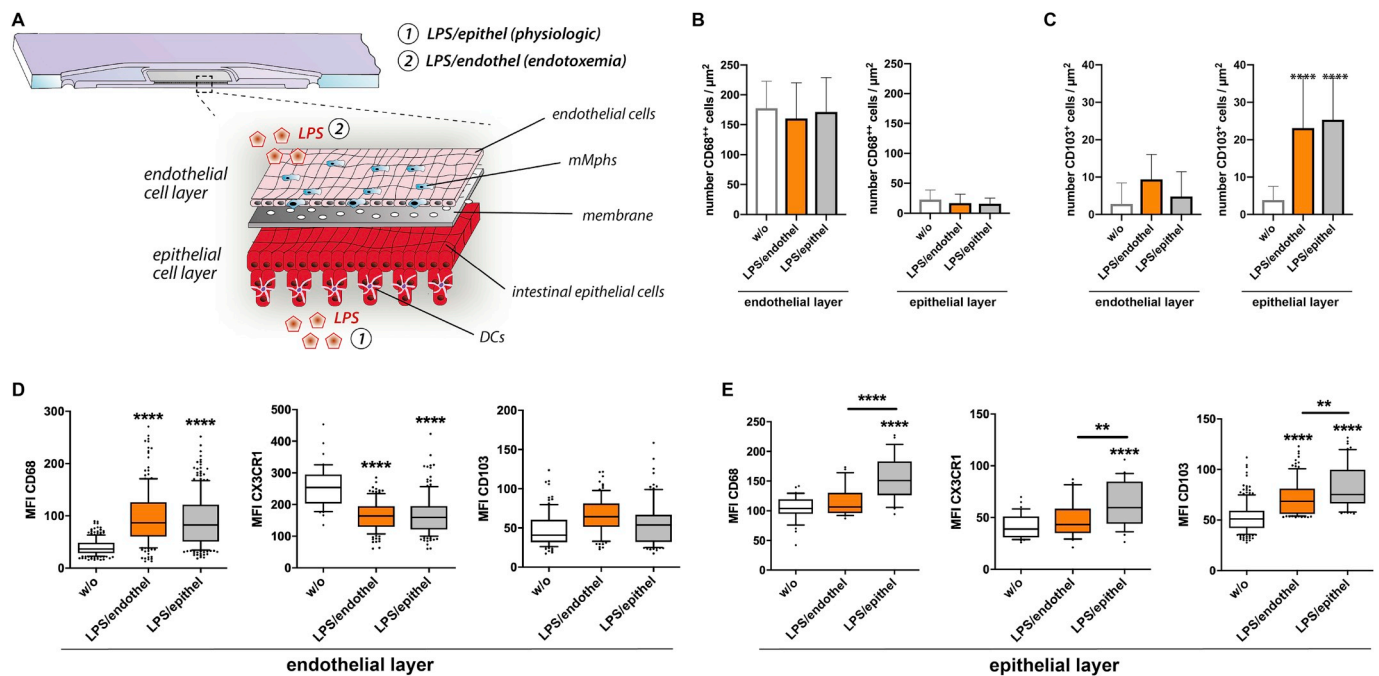 A
1 LPS/epithel (physiologic)
2 LPS/endothel (endotoxemia)
LPS 2
endothelial cells
endothelial
cell layer
mMphs
membrane
epithelial
cell layer
intestinal epithelial cells
LPS
1
DCs
B
number CD68++ cells / µm²
250
200
150
100
50
0
w/o
LPS/endothel
LPS/epithel
endothelial layer
number CD68++ cells / µm²
250
200
150
100
50
0
w/o
LPS/endothel
LPS/epithel
epithelial layer
C
number CD103+ cells / µm²
40
30
20
10
0
w/o
LPS/endothel
LPS/epithel
endothelial layer
number CD103+ cells / µm²
40
30
20
10
0
**** ****
w/o
LPS/endothel
LPS/epithel
epithelial layer
D
MFI CD68
300
200
100
0
**** ****
w/o
LPS/endothel
LPS/epithel
MFI CX3CR1
500
400
300
200
100
0
**** ****
w/o
LPS/endothel
LPS/epithel
MFI CD103
200
150
100
50
0
w/o
LPS/endothel
LPS/epithel
endothelial layer
E
MFI CD68
250
200
150
100
50
0
****
****
w/o
LPS/endothel
LPS/epithel
MFI CX3CR1
150
100
50
0
**
****
w/o
LPS/endothel
LPS/epithel
MFI CD103
150
100
50
0
**
**** ****
w/o
LPS/endothel
LPS/epithel
epithelial layer